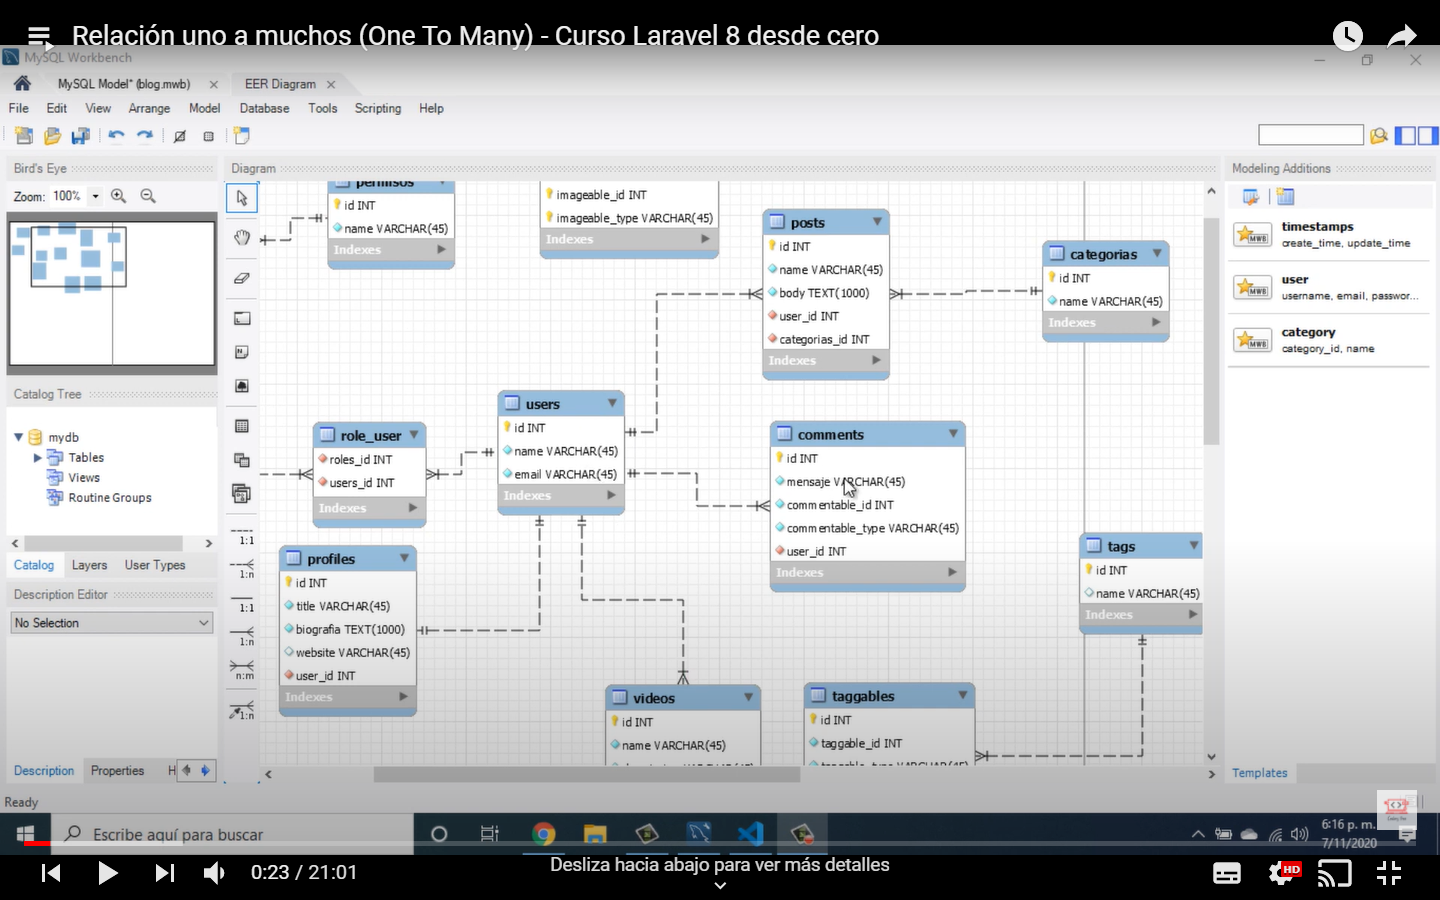 Relación uno a muchos (One To Many) - Curso Laravel 8 desde cero
MySQL Workbench
MySQL Model* (blog.mwb)
EER Diagram
File Edit View Arrange Model Database Tools Scripting Help
Bird's Eye
Zoom: 100%
Catalog Tree
mydb
Tables
Views
Routine Groups
Catalog Layers User Types
Description Editor
No Selection
Description Properties H
Ready
Diagram
1:1
1:n
1:1
1:n
n:m
1:n
permisos
id INT
name VARCHAR(45)
Indexes
imageable_id INT
imageable_type VARCHAR(45)
Indexes
posts
id INT
name VARCHAR(45)
body TEXT(1000)
user_id INT
categorias_id INT
Indexes
categorias
id INT
name VARCHAR(45)
Indexes
role_user
roles_id INT
users_id INT
Indexes
users
id INT
name VARCHAR(45)
email VARCHAR(45)
Indexes
comments
id INT
mensaje VARCHAR(45)
commentable_id INT
commentable_type VARCHAR(45)
user_id INT
Indexes
profiles
id INT
title VARCHAR(45)
biografia TEXT(1000)
website VARCHAR(45)
user_id INT
Indexes
tags
id INT
name VARCHAR(45)
Indexes
videos
id INT
name VARCHAR(45)
taggables
id INT
taggable_id INT
taggable_type VARCHAR(45)
Modeling Additions
timestamps
create_time, update_time
user
username, email, passwor...
category
category_id, name
Templates
Escribe aquí para buscar
6:16 p. m.
7/11/2020
0:23 / 21:01
Desliza hacia abajo para ver más detalles
HD